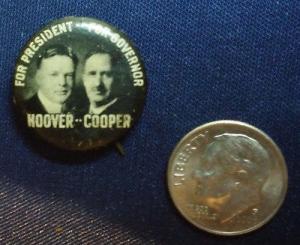 FOR PRESIDENT -- FOR GOVERNOR
HOOVER -- COOPER
LIBERTY